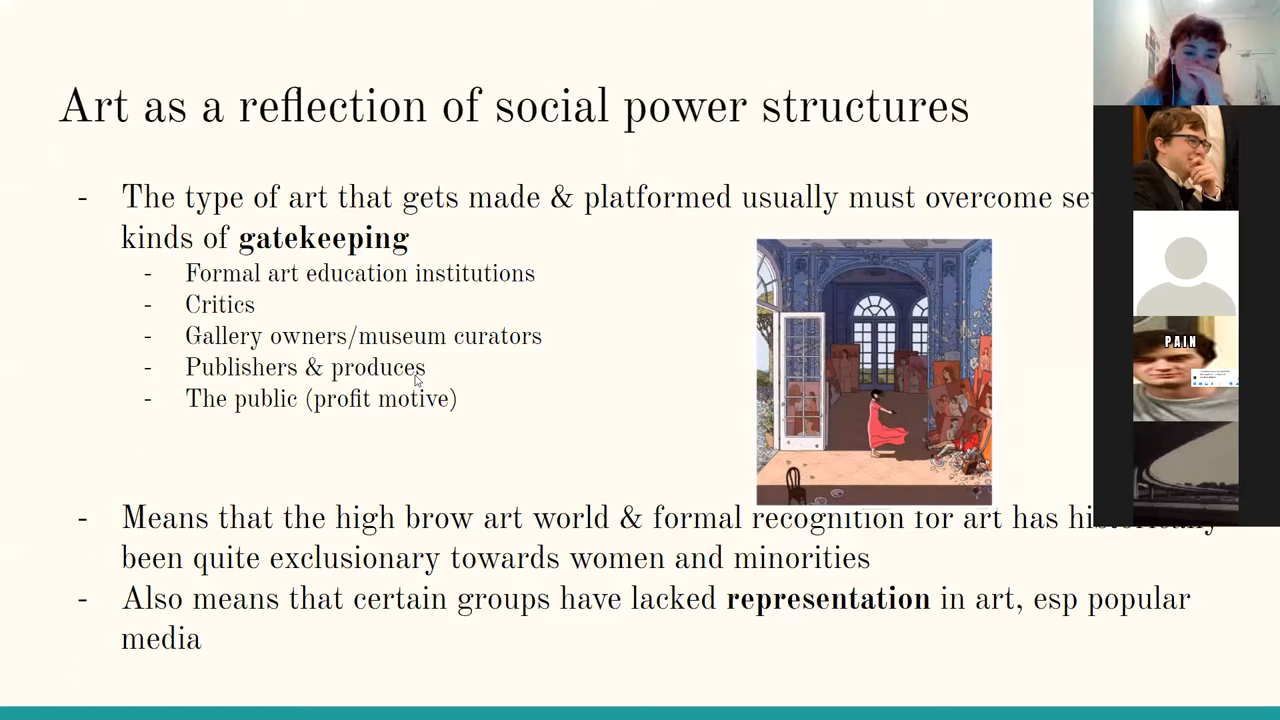 Art as a reflection of social power structures
- The type of art that gets made & platformed usually must overcome
kinds of gatekeeping
- Formal art education institutions
- Critics
- Gallery owners/museum curators
- Publishers & produces
- The public (profit motive)
PAIN
- Means that the high brow art world & formal recognition for art has historically
been quite exclusionary towards women and minorities
- Also means that certain groups have lacked representation in art, esp popular
media